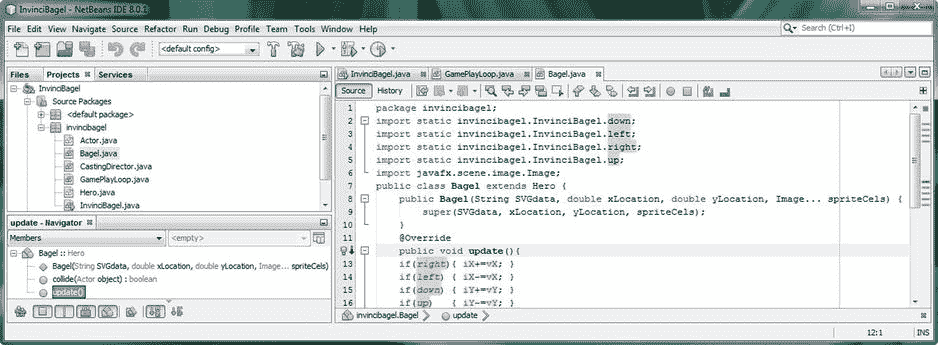 InvinciBagel - NetBeans IDE 8.0.1
File Edit View Navigate Source Refactor Run Debug Profile Team Tools Window Help
Search (Ctrl+I)
<default config>
Files Projects Services
InvinciBagel
Source Packages
<default package>
invincibagel
Actor.java
Bagel.java
CastingDirector.java
GamePlayLoop.java
Hero.java
InvinciBagel.java
update - Navigator
Members <empty>
Bagel :: Hero
Bagel(String SVGdata, double xLocation, double yLocation, Image... spriteCels)
collide(Actor object) : boolean
update()
InvinciBagel.java GamePlayLoop.java Bagel.java
Source History
1 package invincibagel;
2 import static invincibagel.InvinciBagel.down;
3 import static invincibagel.InvinciBagel.left;
4 import static invincibagel.InvinciBagel.right;
5 import static invincibagel.InvinciBagel.up;
6 import javafx.scene.image.Image;
7 public class Bagel extends Hero {
8 public Bagel(String SVGdata, double xLocation, double yLocation, Image... spriteCels) {
9 super(SVGdata, xLocation, yLocation, spriteCels);
10 }
11 @Override
public void update(){
13 if(right){ iX+=vX; }
14 if(left) { iX-=vX; }
15 if(down) { iY+=vY; }
16 if(up) { iY-=vY; }
invincibagel.Bagel update
12:1 INS